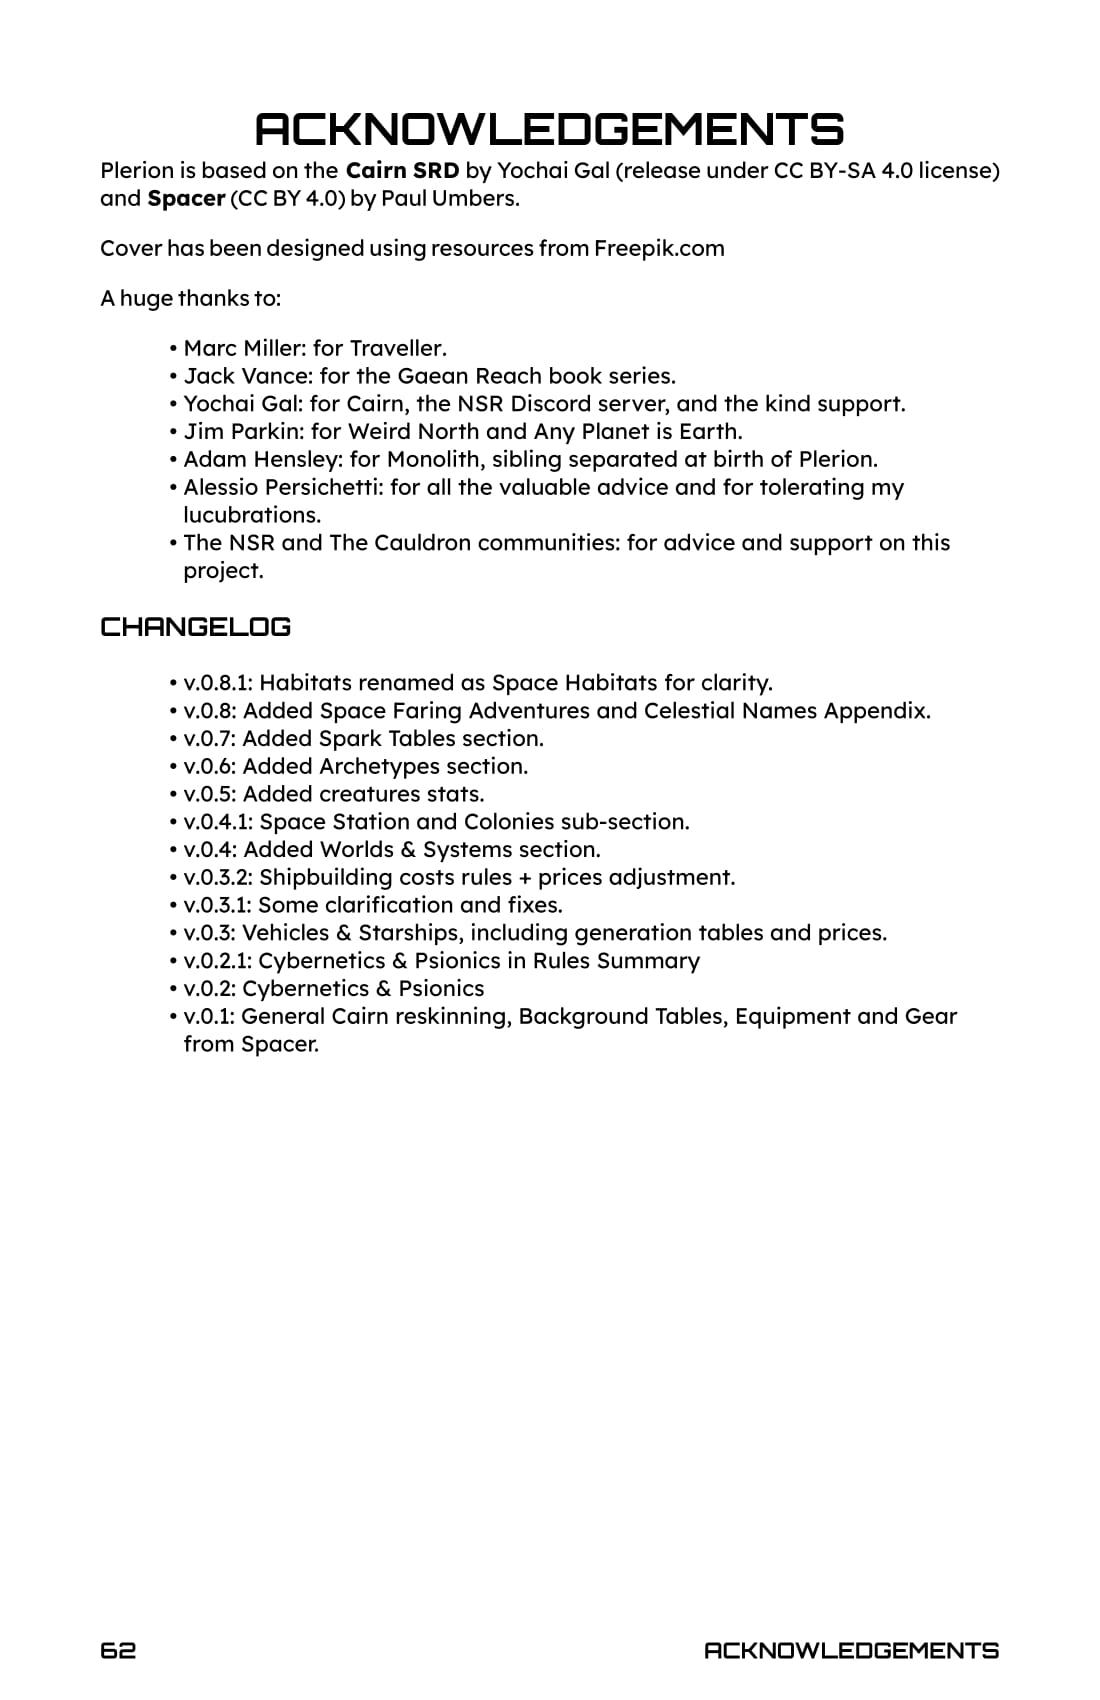 ACKNOWLEDGEMENTS
Plerion is based on the Cairn SRD by Yochai Gal (release under CC BY-SA 4.0 license)
and Spacer (CC BY 4.0) by Paul Umbers.
Cover has been designed using resources from Freepik.com
A huge thanks to:
• Marc Miller: for Traveller.
• Jack Vance: for the Gaean Reach book series.
• Yochai Gal: for Cairn, the NSR Discord server, and the kind support.
• Jim Parkin: for Weird North and Any Planet is Earth.
• Adam Hensley: for Monolith, sibling separated at birth of Plerion.
• Alessio Persichetti: for all the valuable advice and for tolerating my
lucubrations.
• The NSR and The Cauldron communities: for advice and support on this
project.
CHANGELOG
• v.0.8.1: Habitats renamed as Space Habitats for clarity.
• v.0.8: Added Space Faring Adventures and Celestial Names Appendix.
• v.0.7: Added Spark Tables section.
• v.0.6: Added Archetypes section.
• v.0.5: Added creatures stats.
• v.0.4.1: Space Station and Colonies sub-section.
• v.0.4: Added Worlds & Systems section.
• v.0.3.2: Shipbuilding costs rules + prices adjustment.
• v.0.3.1: Some clarification and fixes.
• v.0.3: Vehicles & Starships, including generation tables and prices.
• v.0.2.1: Cybernetics & Psionics in Rules Summary
• v.0.2: Cybernetics & Psionics
• v.0.1: General Cairn reskinning, Background Tables, Equipment and Gear
from Spacer.
62
ACKNOWLEDGEMENTS